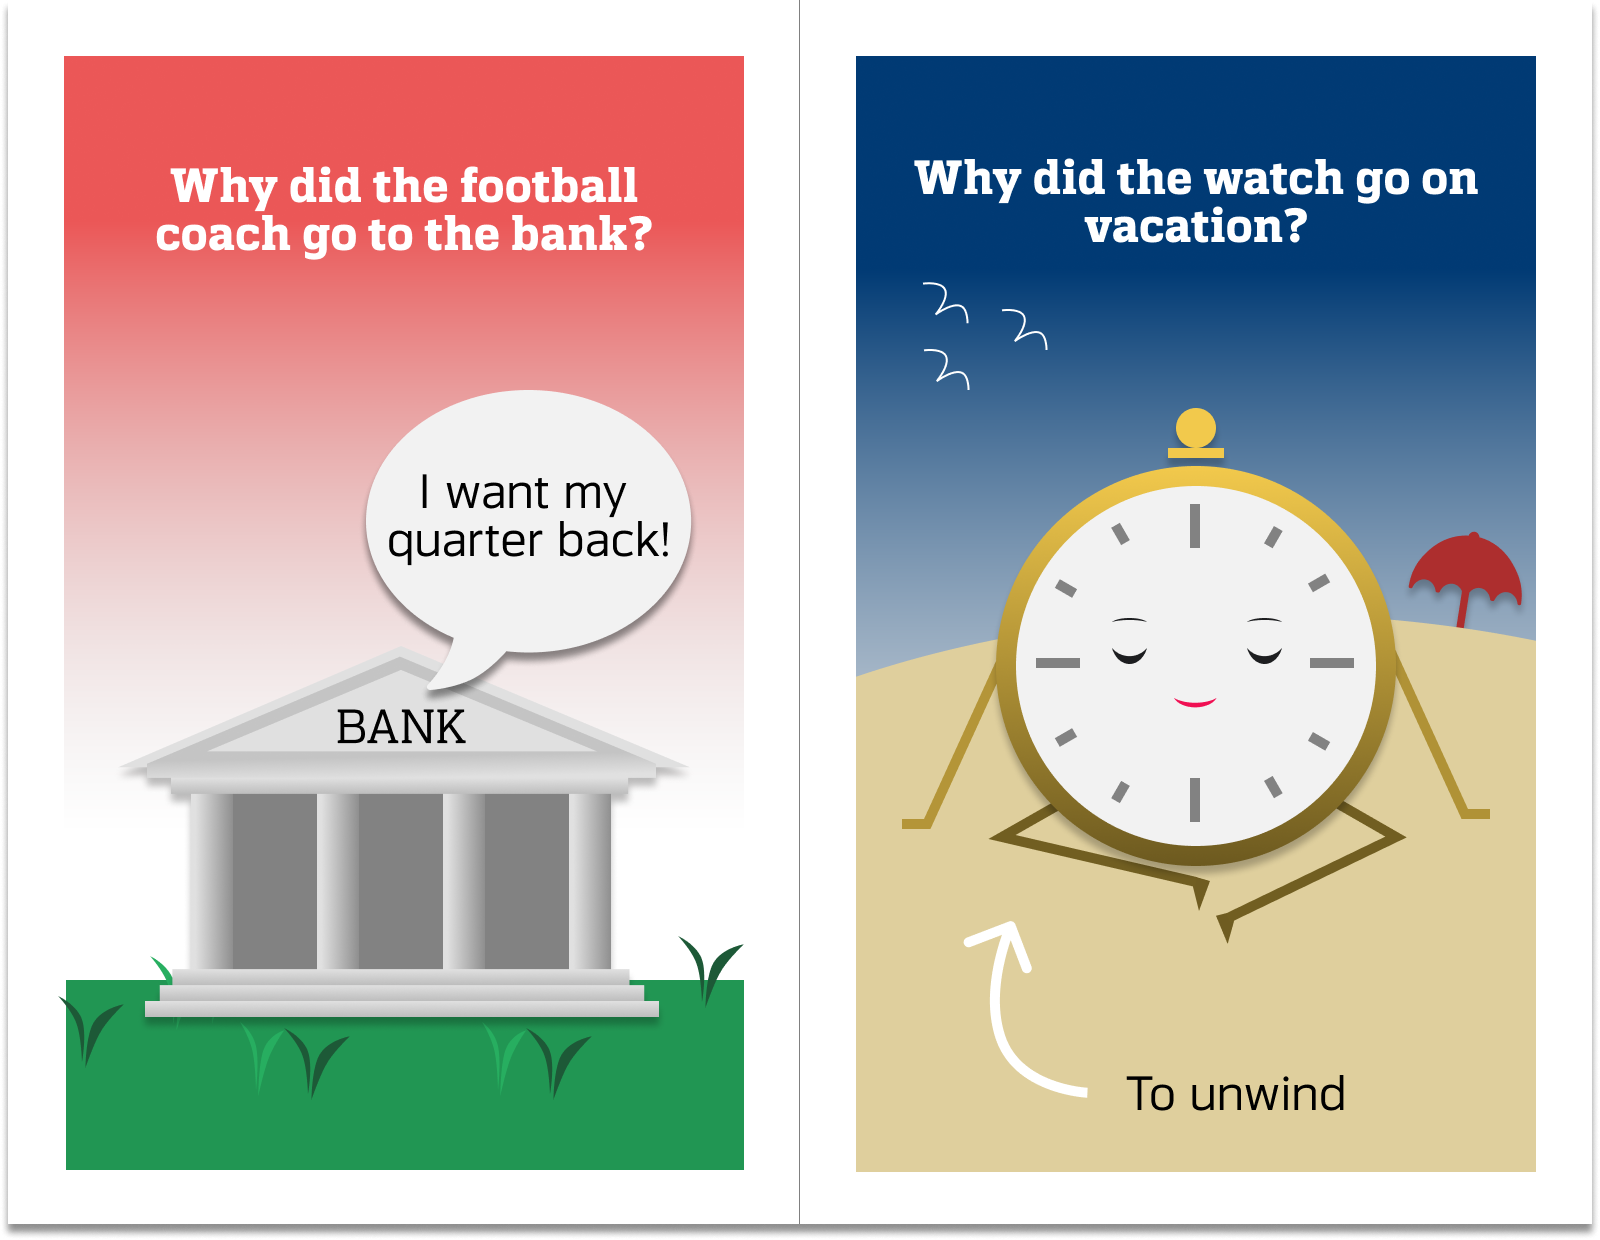 Why did the football
coach go to the bank?
I want my
quarter back!
BANK
Why did the watch go on
vacation?
To unwind